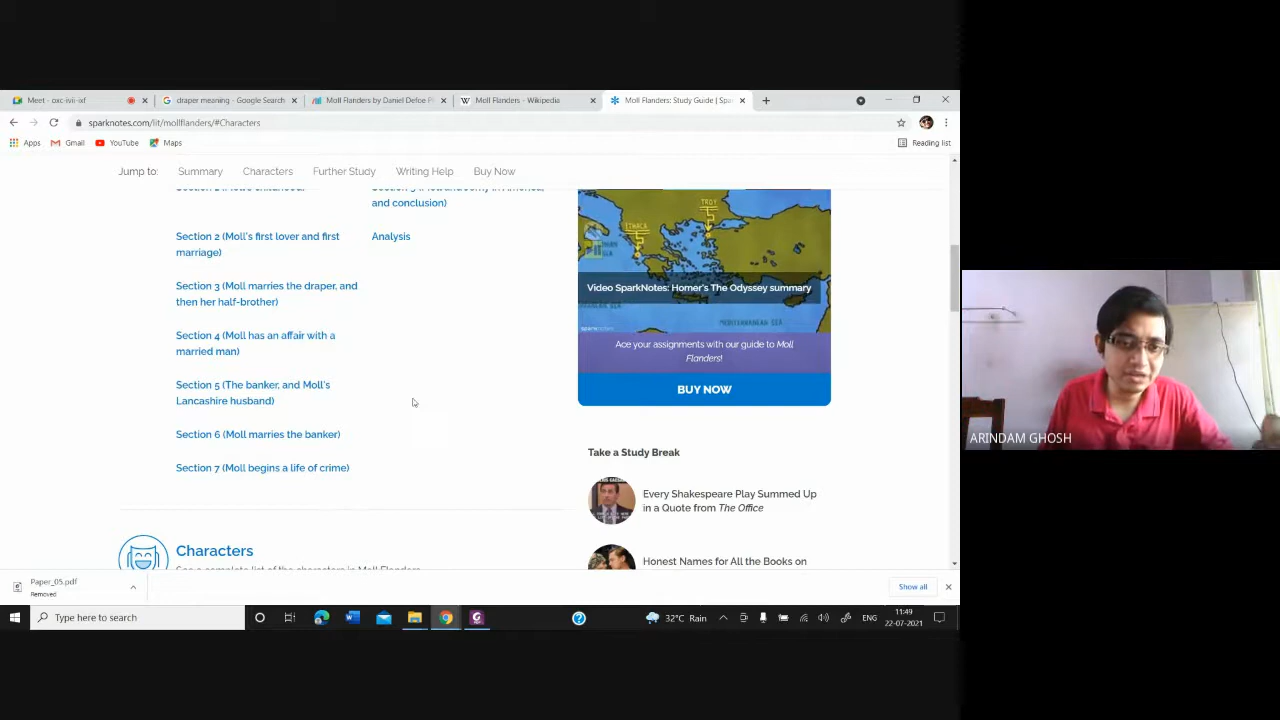 Meet - oxc-ivii-ixf
draper meaning - Google Search
Moll Flanders by Daniel Defoe P
Moll Flanders - Wikipedia
Moll Flanders: Study Guide | Spa
sparknotes.com/lit/mollflanders/#Characters
Apps
Gmail
YouTube
Maps
Reading list
Jump to:
Summary
Characters
Further Study
Writing Help
Buy Now
and conclusion)
Section 2 (Moll's first lover and first
marriage)
Analysis
Section 3 (Moll marries the draper, and
then her half-brother)
Section 4 (Moll has an affair with a
married man)
Section 5 (The banker, and Moll's
Lancashire husband)
Section 6 (Moll marries the banker)
Section 7 (Moll begins a life of crime)
Characters
TROY
ITHACA
Video SparkNotes: Homer's The Odyssey summary
MEDITERRANEAN SEA
Ace your assignments with our guide to Moll
Flanders!
BUY NOW
Take a Study Break
Every Shakespeare Play Summed Up
in a Quote from The Office
Honest Names for All the Books on
ARINDAM GHOSH
Paper_05.pdf
Removed
Show all
Type here to search
32°C Rain
ENG
11:49
22-07-2021